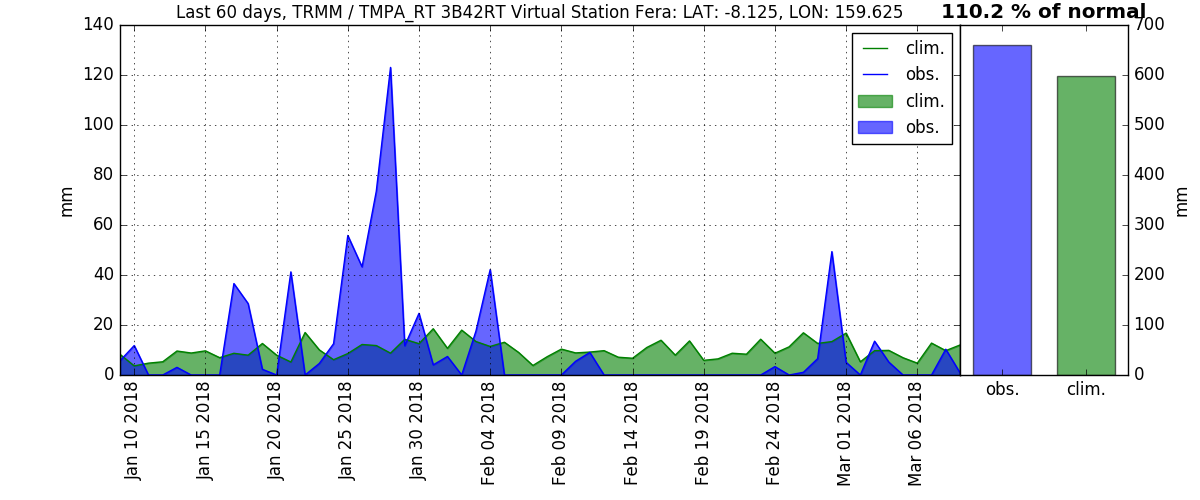 Last 60 days, TRMM / TMPA_RT 3B42RT Virtual Station Fera: LAT: -8.125, LON: 159.625
110.2 % of normal
140
120
100
80
60
40
20
0
mm
clim.
obs.
clim.
obs.
700
600
500
400
300
200
100
0
mm
Jan 10 2018
Jan 15 2018
Jan 20 2018
Jan 25 2018
Jan 30 2018
Feb 04 2018
Feb 09 2018
Feb 14 2018
Feb 19 2018
Feb 24 2018
Mar 01 2018
Mar 06 2018
obs.
clim.